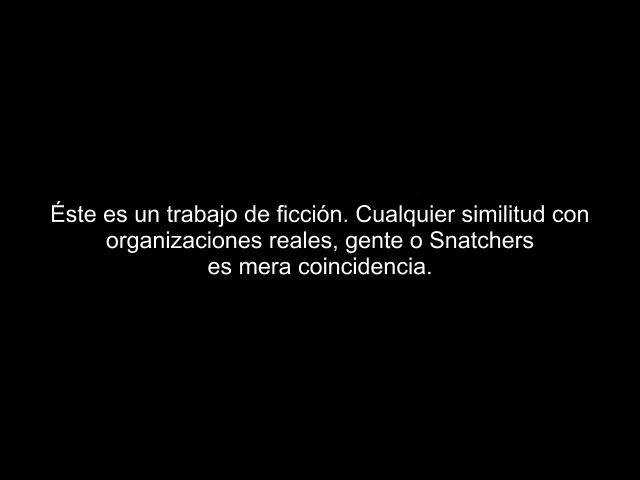 Éste es un trabajo de ficción. Cualquier similitud con
organizaciones reales, gente o Snatchers
es mera coincidencia.